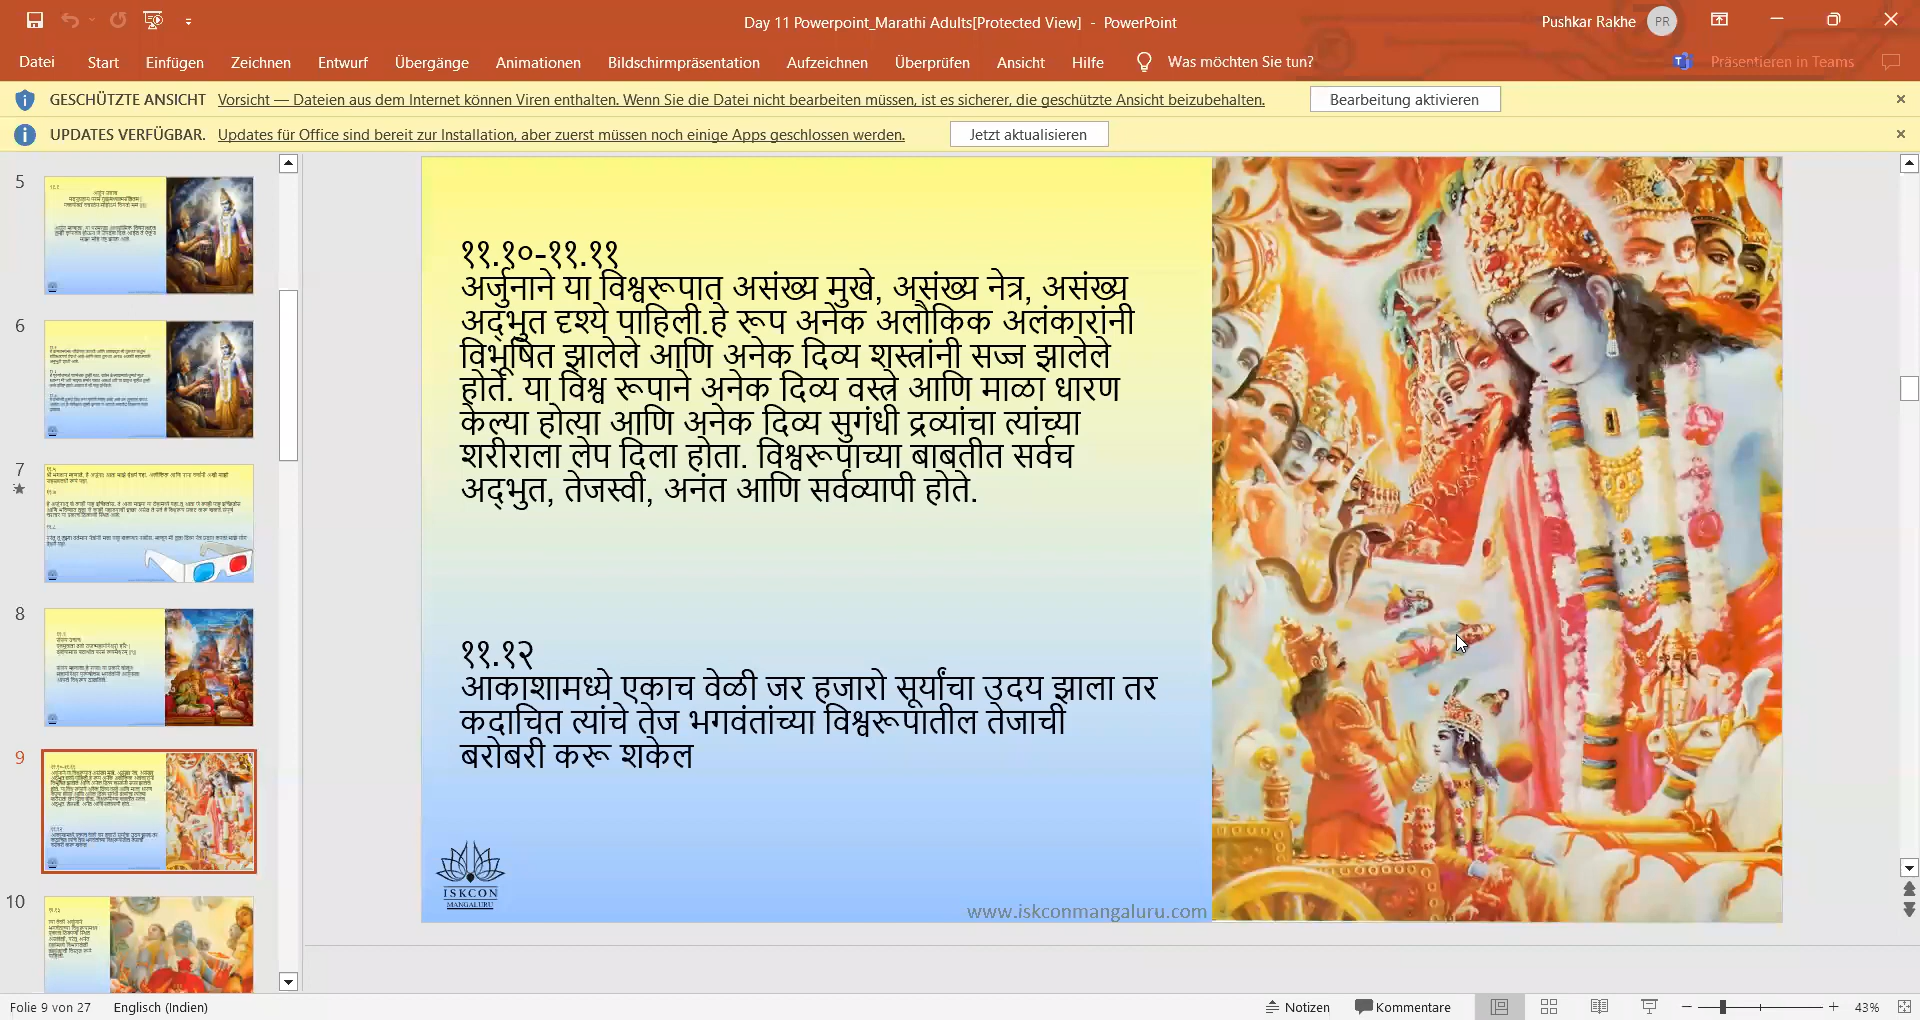 Day 11 Powerpoint_Marathi Adults[Protected View]  -  PowerPoint
Pushkar Rakhe
PR
Datei Start Einfügen Zeichnen Entwurf Übergänge Animationen Bildschirmpräsentation Aufzeichnen Überprüfen Ansicht Hilfe Was möchten Sie tun? Präsentieren in Teams
GESCHÜTZTE ANSICHT Vorsicht — Dateien aus dem Internet können Viren enthalten. Wenn Sie die Datei nicht bearbeiten müssen, ist es sicherer, die geschützte Ansicht beizubehalten. Bearbeitung aktivieren
UPDATES VERFÜGBAR. Updates für Office sind bereit zur Installation, aber zuerst müssen noch einige Apps geschlossen werden. Jetzt aktualisieren
5
6
7
8
9
10
११.१०-११.११
अर्जुनाने या विश्वरूपात असंख्य मुखे, असंख्य नेत्र, असंख्य
अद्भुत दृश्ये पाहिली.हे रूप अनेक अलौकिक अलंकारांनी
विभूषित झालेले आणि अनेक दिव्य शस्त्रांनी सज्ज झालेले
होते. या विश्व रूपाने अनेक दिव्य वस्त्रे आणि माळा धारण
केल्या होत्या आणि अनेक दिव्य सुगंधी द्रव्यांचा त्यांच्या
शरीराला लेप दिला होता. विश्वरूपाच्या बाबतीत सर्वच
अद्भुत, तेजस्वी, अनंत आणि सर्वव्यापी होते.
११.१२
आकाशामध्ये एकाच वेळी जर हजारो सूर्यांचा उदय झाला तर
कदाचित त्यांचे तेज भगवंतांच्या विश्वरूपातील तेजाची
बरोबरी करू शकेल
ISKCON
MANGALURU
www.iskconmangaluru.com
Folie 9 von 27 Englisch (Indien) Notizen Kommentare 43%